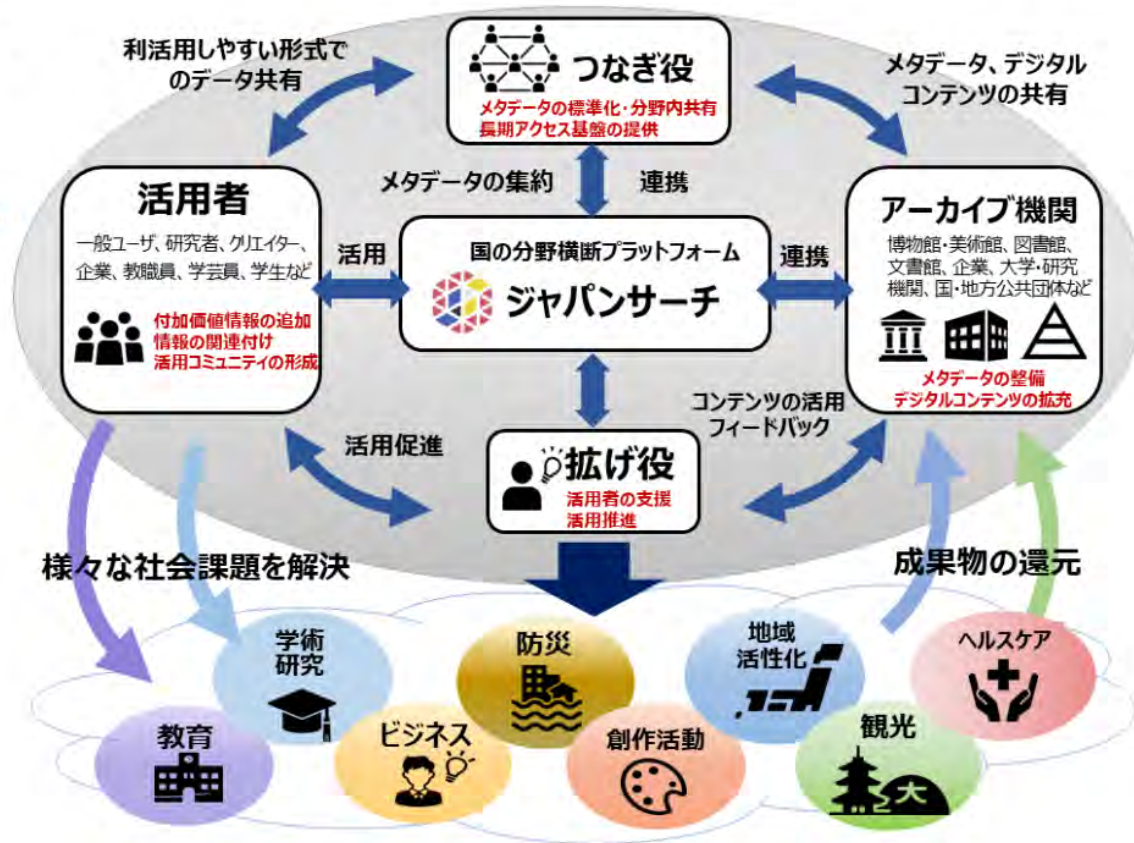 利活用しやすい形式で
のデータ共有
つなぎ役
メタデータの標準化・分野内共有
長期アクセス基盤の提供
メタデータ、デジタル
コンテンツの共有
メタデータの集約
連携
活用者
一般ユーザ、研究者、クリエイター、
企業、教職員、学芸員、学生など
付加価値情報の追加
情報の関連付け
活用コミュニティの形成
活用
国の分野横断プラットフォーム
ジャパンサーチ
連携
アーカイブ機関
博物館・美術館、図書館、
文書館、企業、大学・研究
機関、国・地方公共団体など
メタデータの整備
デジタルコンテンツの拡充
活用促進
拡げ役
活用者の支援
活用推進
コンテンツの活用
フィードバック
様々な社会課題を解決
成果物の還元
教育
学術
研究
ビジネス
防災
創作活動
地域
活性化
観光
大
ヘルスケア